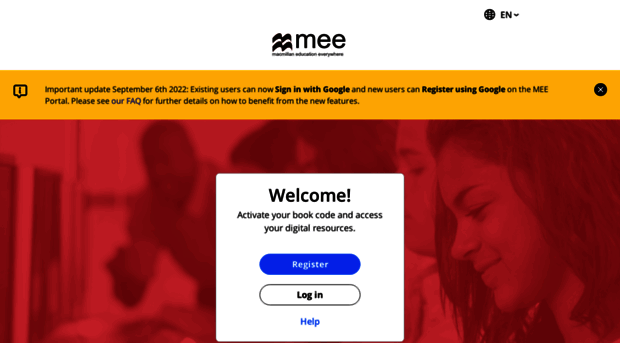 EN
mee
macmillan education everywhere
Important update September 6th 2022: Existing users can now Sign in with Google and new users can Register using Google on the MEE
Portal. Please see our FAQ for further details on how to benefit from the new features.
Welcome!
Activate your book code and access
your digital resources.
Register
Log in
Help